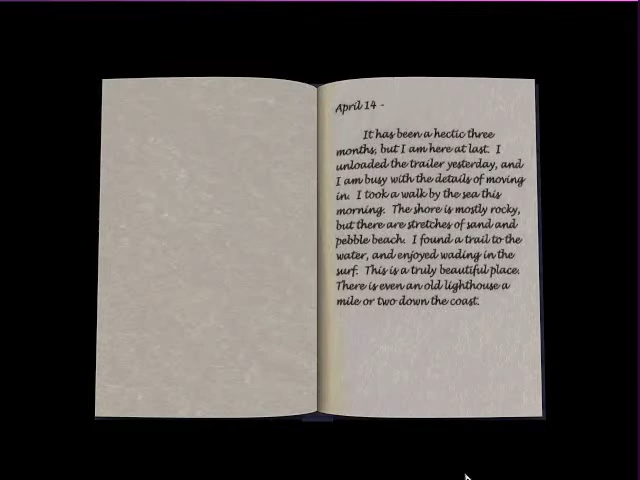 April 14 -
It has been a hectic three
months, but I am here at last. I
unloaded the trailer yesterday, and
I am busy with the details of moving
in. I took a walk by the sea this
morning. The shore is mostly rocky,
but there are stretches of sand and
pebble beach. I found a trail to the
water, and enjoyed wading in the
surf. This is a truly beautiful place.
There is even an old lighthouse a
mile or two down the coast.